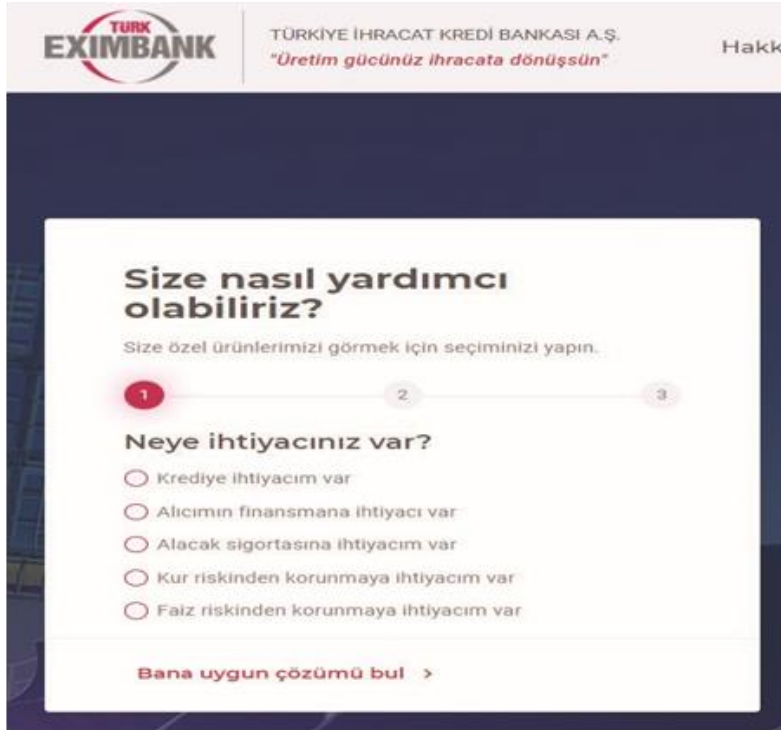 TÜRK
EXIMBANK
TÜRKİYE İHRACAT KREDİ BANKASI A.Ş.
"Üretim gücünüz ihracata dönüşsün"
Hakk
Size nasıl yardımcı
olabiliriz?
Size özel ürünlerimizi görmek için seçiminizi yapın.
1 2 3
Neye ihtiyacınız var?
Krediye ihtiyacım var
Alıcımın finansmana ihtiyacı var
Alacak sigortasına ihtiyacım var
Kur riskinden korunmaya ihtiyacım var
Faiz riskinden korunmaya ihtiyacım var
Bana uygun çözümü bul >